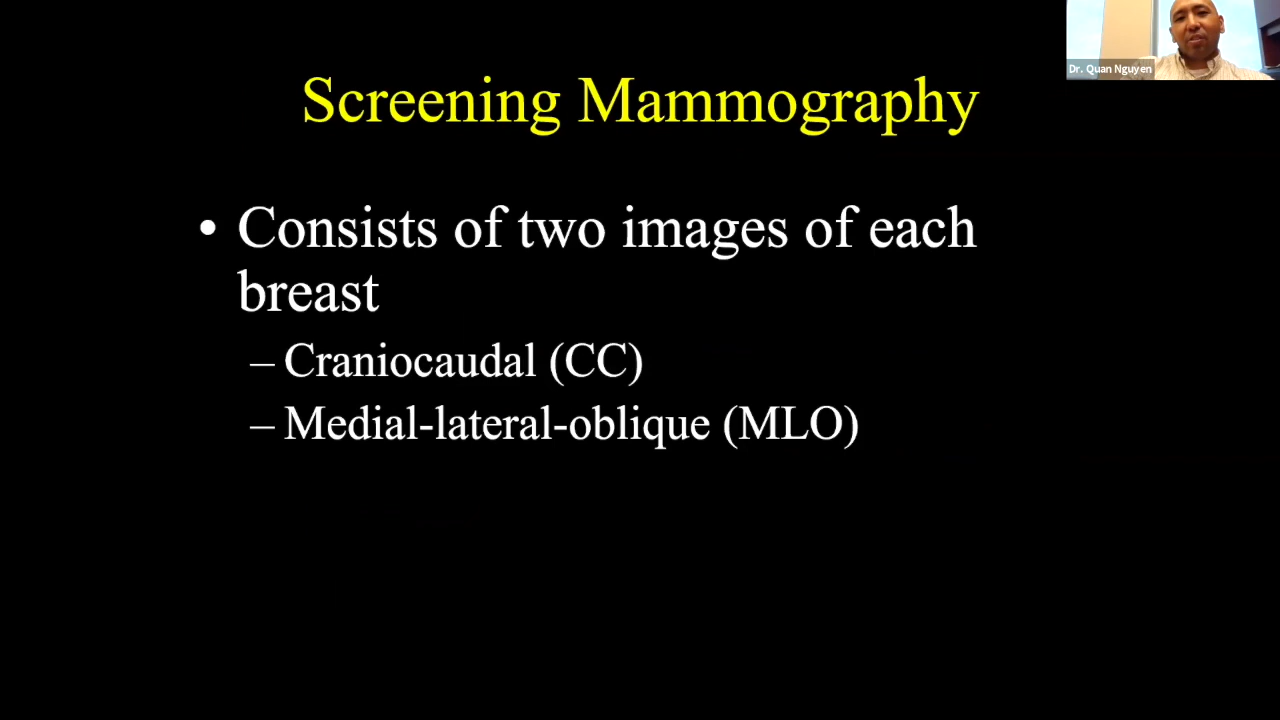 Dr. Quan Nguyen
Screening Mammography
• Consists of two images of each
breast
– Craniocaudal (CC)
– Medial-lateral-oblique (MLO)